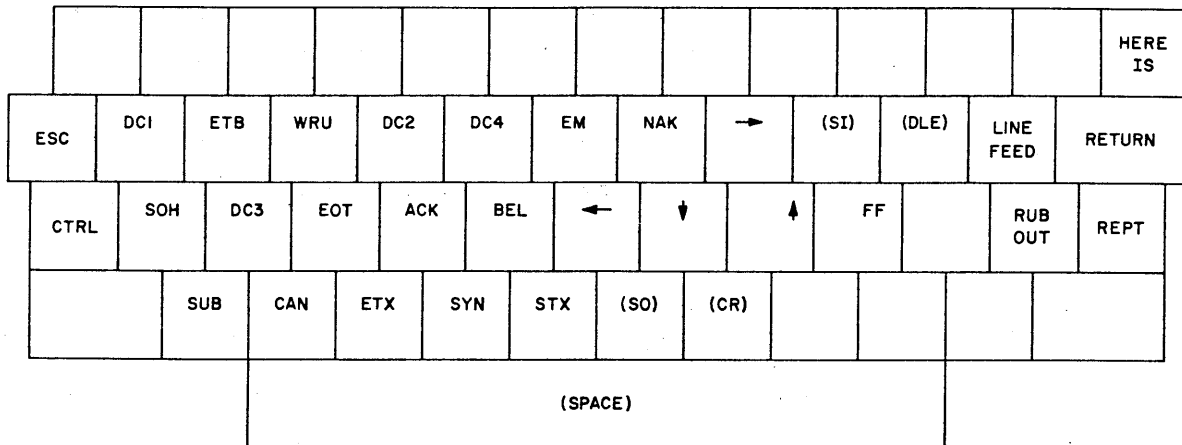 HERE IS
ESC DC1 ETB WRU DC2 DC4 EM NAK → (SI) (DLE) LINE FEED RETURN
CTRL SOH DC3 EOT ACK BEL ← ↓ ↑ FF RUB OUT REPT
SUB CAN ETX SYN STX (SO) (CR)
(SPACE)